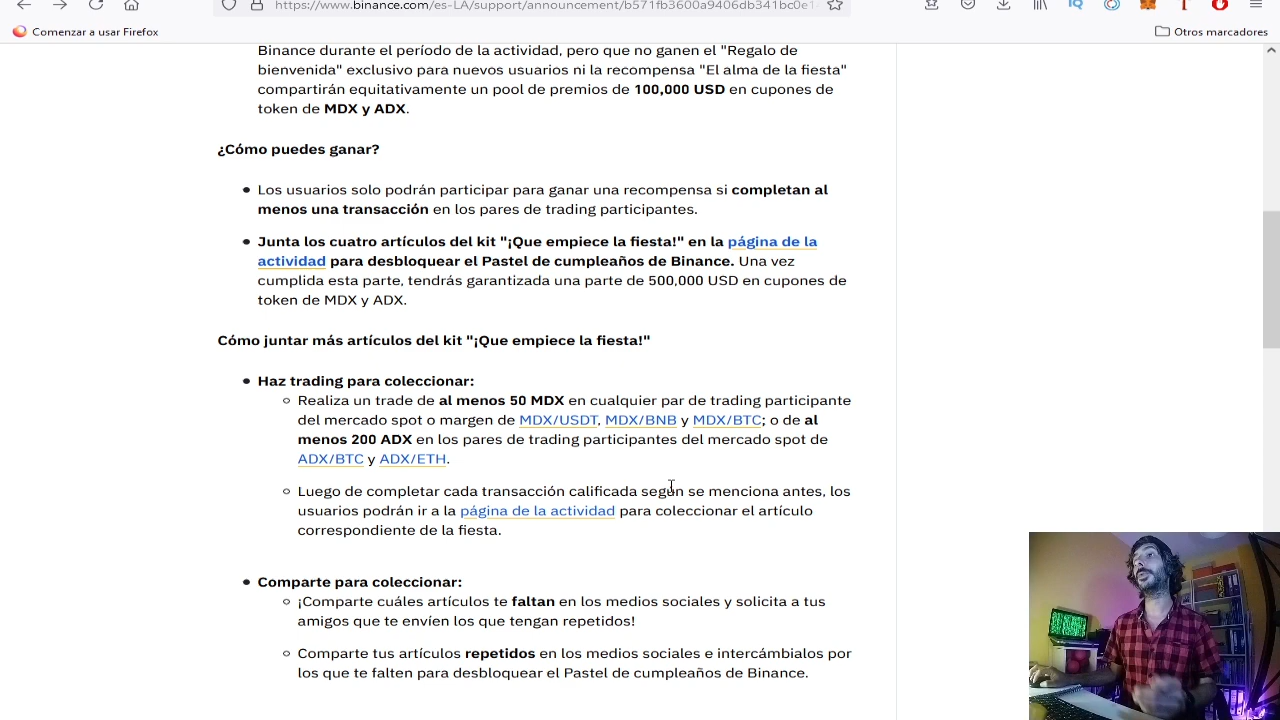 https://www.binance.com/es-LA/support/announcement/b571fb3600a9406db341bc0e1
Comenzar a usar Firefox
Otros marcadores
Binance durante el período de la actividad, pero que no ganen el "Regalo de
bienvenida" exclusivo para nuevos usuarios ni la recompensa "El alma de la fiesta"
compartirán equitativamente un pool de premios de 100,000 USD en cupones de
token de MDX y ADX.
¿Cómo puedes ganar?
Los usuarios solo podrán participar para ganar una recompensa si completan al
menos una transacción en los pares de trading participantes.
Junta los cuatro artículos del kit "¡Que empiece la fiesta!" en la página de la
actividad para desbloquear el Pastel de cumpleaños de Binance. Una vez
cumplida esta parte, tendrás garantizada una parte de 500,000 USD en cupones de
token de MDX y ADX.
Cómo juntar más artículos del kit "¡Que empiece la fiesta!"
Haz trading para coleccionar:
Realiza un trade de al menos 50 MDX en cualquier par de trading participante
del mercado spot o margen de MDX/USDT, MDX/BNB y MDX/BTC; o de al
menos 200 ADX en los pares de trading participantes del mercado spot de
ADX/BTC y ADX/ETH.
Luego de completar cada transacción calificada según se menciona antes, los
usuarios podrán ir a la página de la actividad para coleccionar el artículo
correspondiente de la fiesta.
Comparte para coleccionar:
¡Comparte cuáles artículos te faltan en los medios sociales y solicita a tus
amigos que te envíen los que tengan repetidos!
Comparte tus artículos repetidos en los medios sociales e intercámbialos por
los que te falten para desbloquear el Pastel de cumpleaños de Binance.